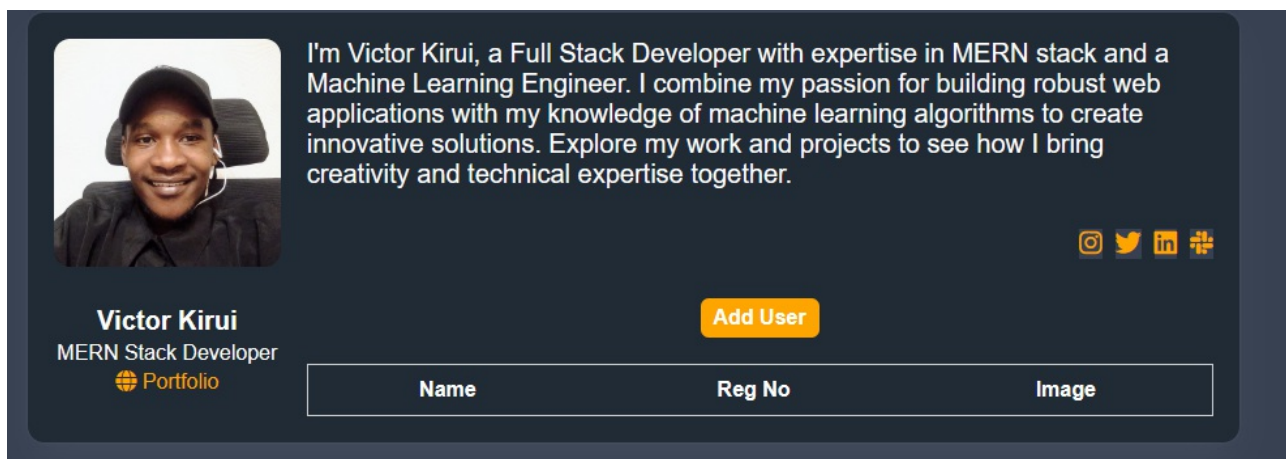 I'm Victor Kirui, a Full Stack Developer with expertise in MERN stack and a
Machine Learning Engineer. I combine my passion for building robust web
applications with my knowledge of machine learning algorithms to create
innovative solutions. Explore my work and projects to see how I bring
creativity and technical expertise together.
Victor Kirui
MERN Stack Developer
Portfolio
Add User
Name Reg No Image